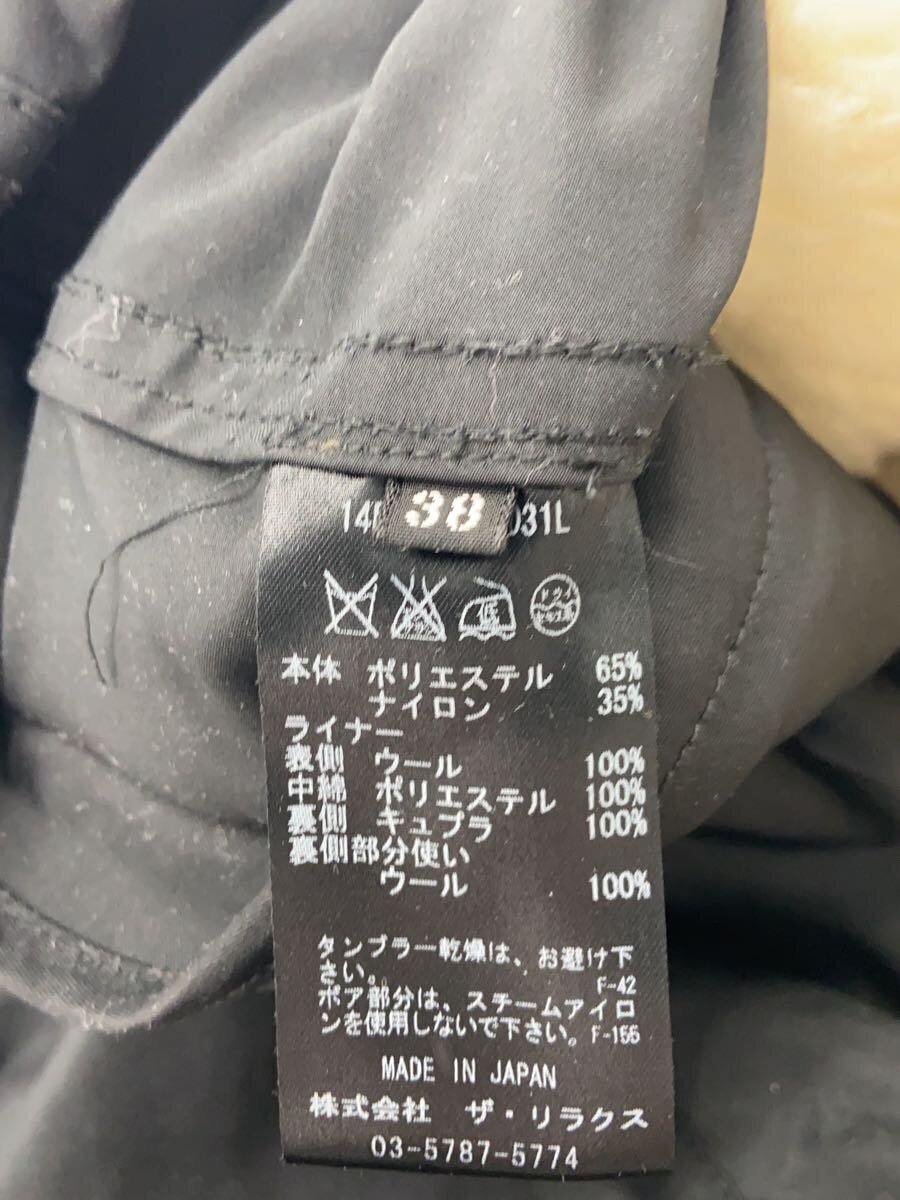 38
031L
低
本体 ポリエステル 65%
ナイロン 35%
ライナー
表側 ウール 100%
中綿 ポリエステル 100%
裏側 キュプラ 100%
裏側部分使い
ウール 100%
タンブラー乾燥は、お避け下
さい。 F-42
ボア部分は、スチームアイロ
ンを使用しないで下さい。F-155
MADE IN JAPAN
株式会社 ザ・リラクス
03-5787-5774